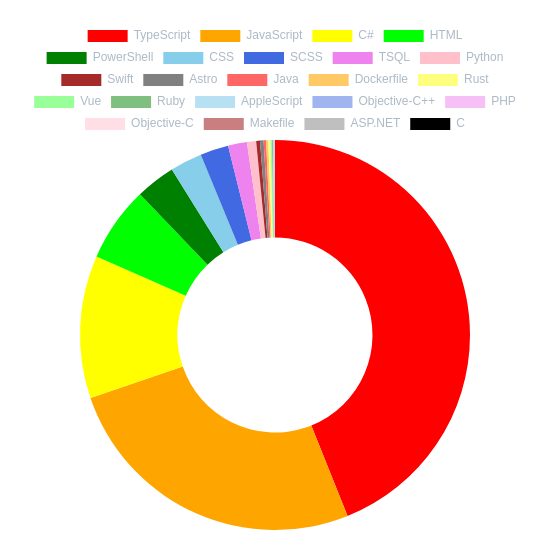 TypeScript JavaScript C# HTML
PowerShell CSS SCSS TSQL Python
Swift Astro Java Dockerfile Rust
Vue Ruby AppleScript Objective-C++ PHP
Objective-C Makefile ASP.NET C